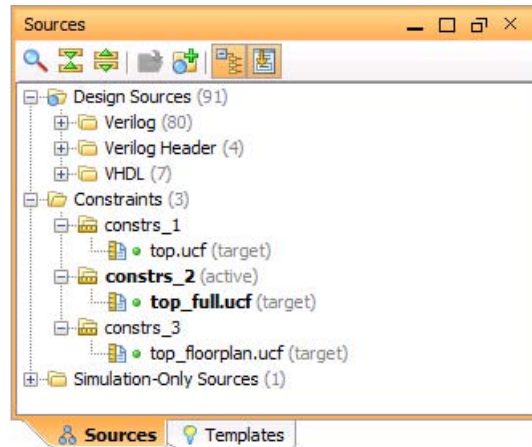 Sources
Design Sources (91)
Verilog (80)
Verilog Header (4)
VHDL (7)
Constraints (3)
constrs_1
top.ucf (target)
constrs_2 (active)
top_full.ucf (target)
constrs_3
top_floorplan.ucf (target)
Simulation-Only Sources (1)
Sources Templates